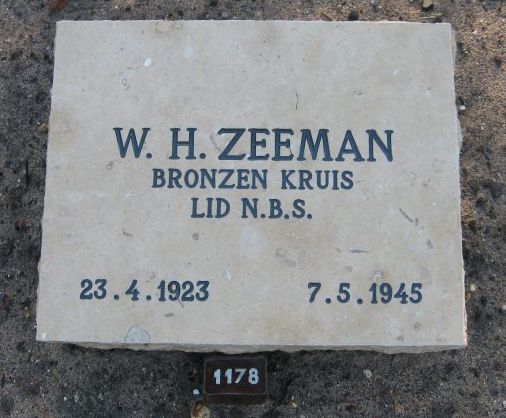 W. H. ZEEMAN
BRONZEN KRUIS
LID N.B.S.
23.4.1923 7.5.1945
1178